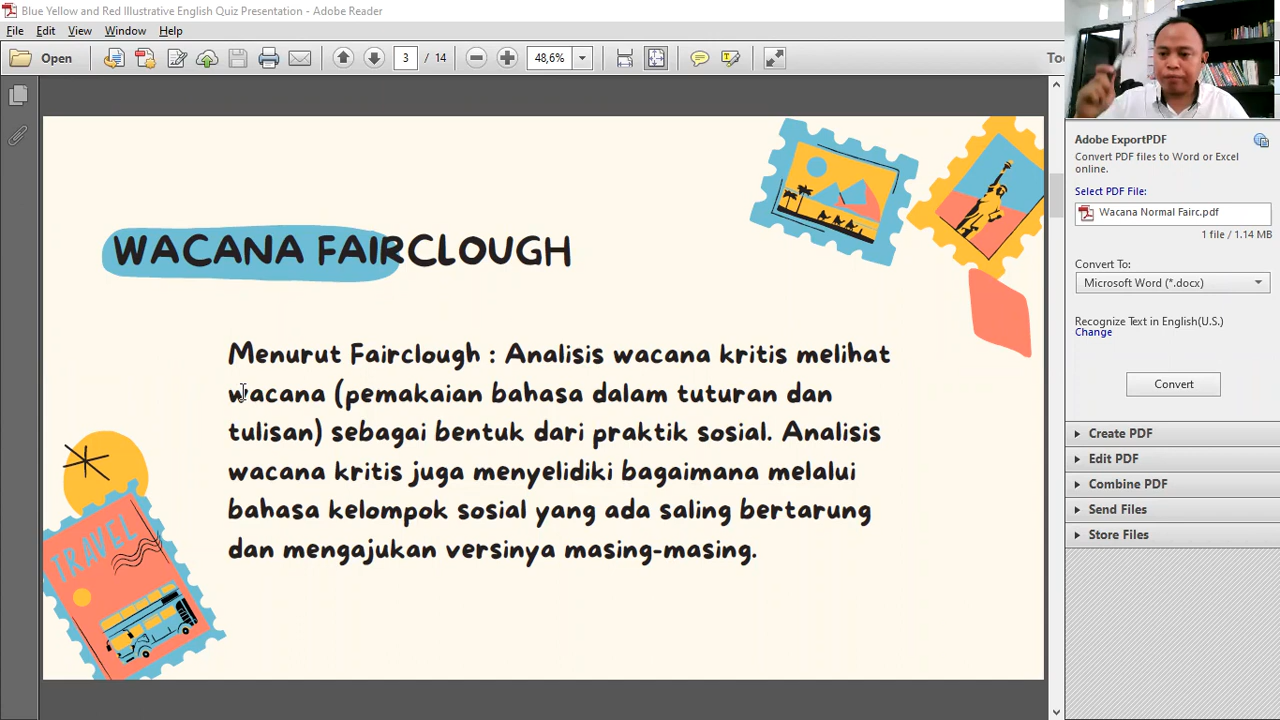 Blue Yellow and Red Illustrative English Quiz Presentation - Adobe Reader
File Edit View Window Help
Open 3 / 14 48,6%
Adobe ExportPDF
Convert PDF files to Word or Excel
online.
Select PDF File:
Wacana Normal Fairc.pdf
1 file / 1.14 MB
Convert To:
Microsoft Word (*.docx)
Recognize Text in English(U.S.)
Change
Convert
Create PDF
Edit PDF
Combine PDF
Send Files
Store Files
WACANA FAIRCLOUGH
Menurut Fairclough : Analisis wacana kritis melihat
wacana (pemakaian bahasa dalam tuturan dan
tulisan) sebagai bentuk dari praktik sosial. Analisis
wacana kritis juga menyelidiki bagaimana melalui
bahasa kelompok sosial yang ada saling bertarung
dan mengajukan versinya masing-masing.
TRAVEL